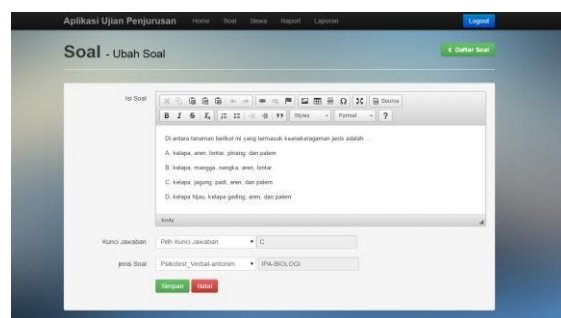 Aplikasi Ujian Penjurusan Home Soal Siswa Raport Laporan Logout
Soal - Ubah Soal
< Daftar Soal
Isi Soal
Source
B I S Tx Styles Format ?
Di antara tanaman berikut ini yang termasuk keanekaragaman jenis adalah ....
A. kelapa, aren, lontar, pinang, dan palem
B. kelapa, mangga, nangka, aren, lontar
C. kelapa, jagung, padi, aren, dan palem
D. kelapa hijau, kelapa gading, aren, dan palem
body
Kunci Jawaban Pilih Kunci Jawaban C
Jenis Soal Psikotest_Verbal-antonim IPA-BIOLOGI
Simpan Batal